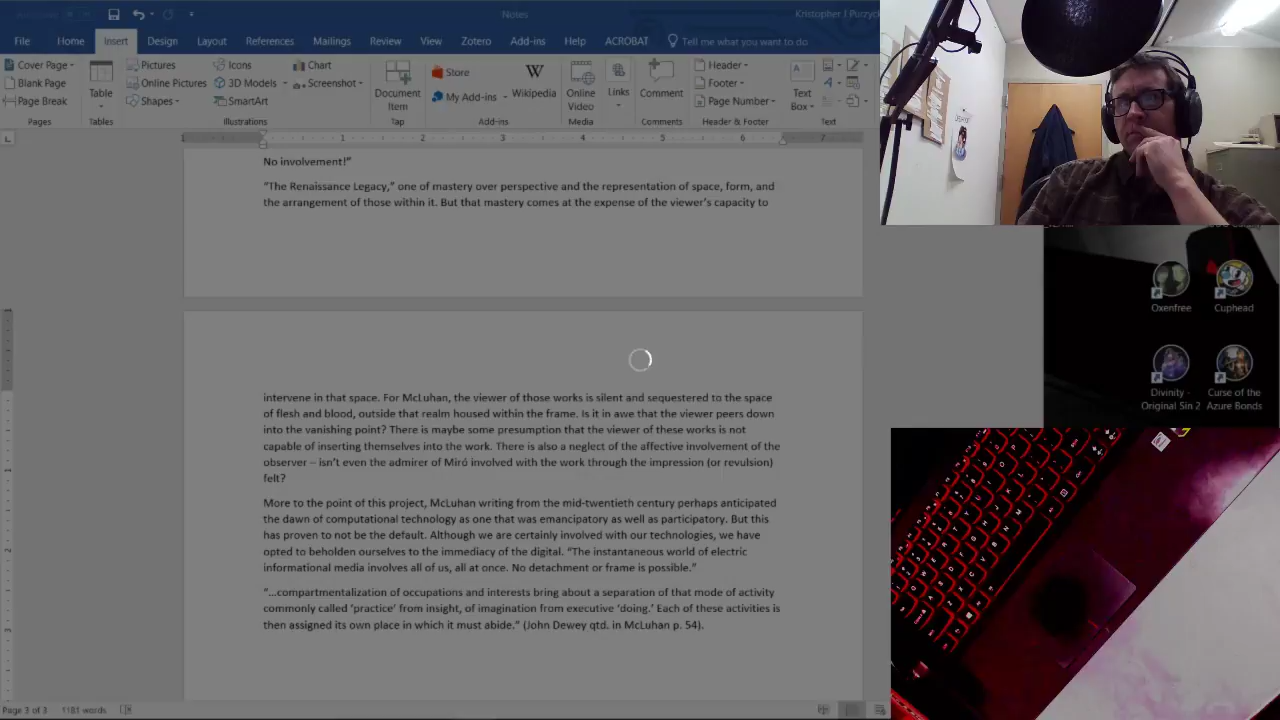 Notes
Kristopher J Purzyck
File Home Insert Design Layout References Mailings Review View Zotero Add-ins Help ACROBAT Tell me what you want to do
Cover Page
Blank Page
Page Break
Pages
Table
Tables
Pictures
Online Pictures
Shapes
Icons
3D Models
SmartArt
Chart
Screenshot
Illustrations
Document
Item
Tap
Store
My Add-ins
Wikipedia
Add-ins
Online
Video
Media
Links
Comment
Comments
Header
Footer
Page Number
Header & Footer
Text
Box
Text
1 1 2 3 4 5 6 7
No involvement!”
“The Renaissance Legacy,” one of mastery over perspective and the representation of space, form, and
the arrangement of those within it. But that mastery comes at the expense of the viewer’s capacity to
intervene in that space. For McLuhan, the viewer of those works is silent and sequestered to the space
of flesh and blood, outside that realm housed within the frame. Is it in awe that the viewer peers down
into the vanishing point? There is maybe some presumption that the viewer of these works is not
capable of inserting themselves into the work. There is also a neglect of the affective involvement of the
observer – isn’t even the admirer of Miró involved with the work through the impression (or revulsion)
felt?
More to the point of this project, McLuhan writing from the mid-twentieth century perhaps anticipated
the dawn of computational technology as one that was emancipatory as well as participatory. But this
has proven to not be the default. Although we are certainly involved with our technologies, we have
opted to beholden ourselves to the immediacy of the digital. “The instantaneous world of electric
informational media involves all of us, all at once. No detachment or frame is possible.”
“…compartmentalization of occupations and interests bring about a separation of that mode of activity
commonly called ‘practice’ from insight, of imagination from executive ‘doing.’ Each of these activities is
then assigned its own place in which it must abide.” (John Dewey qtd. in McLuhan p. 54).
Page 3 of 3 1181 words
Oxenfree
Cuphead
Divinity -
Original Sin 2
Curse of the
Azure Bonds